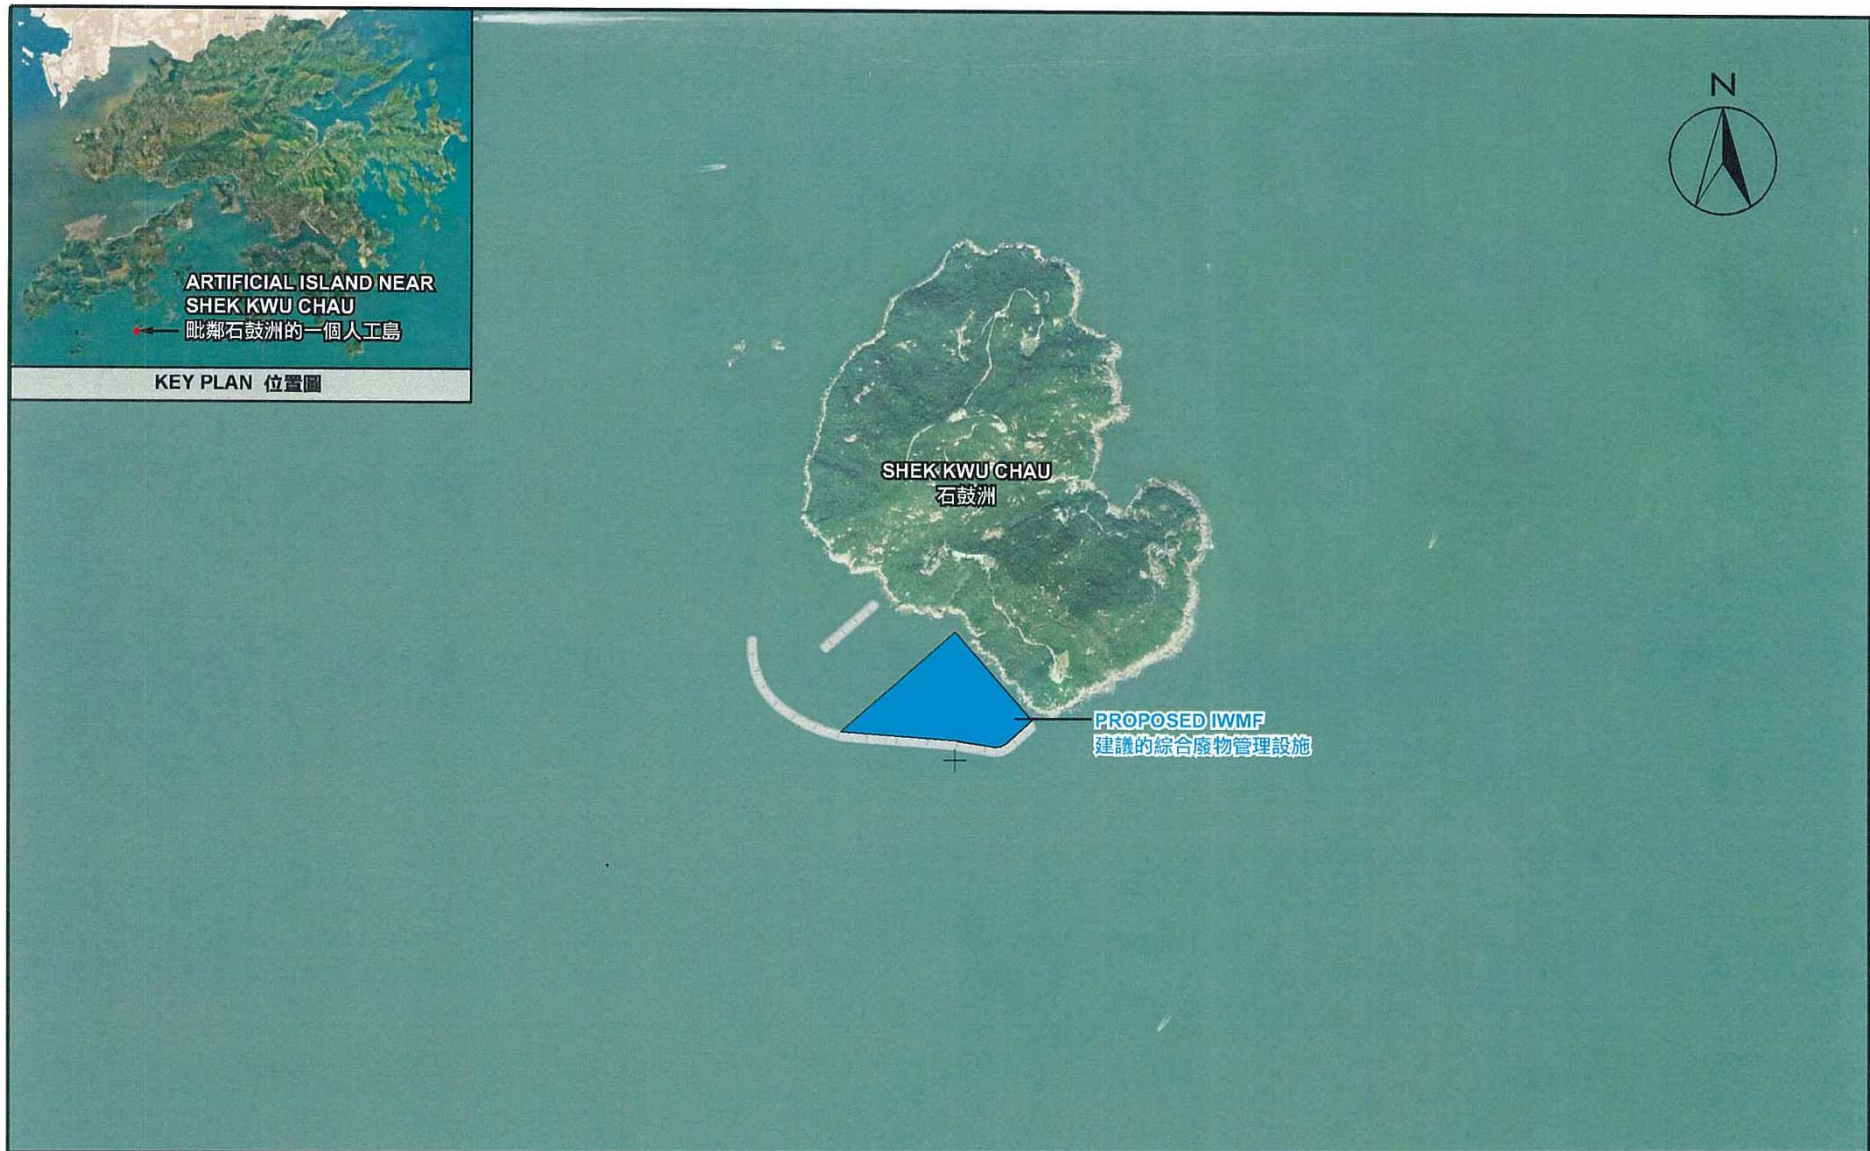 N
ARTIFICIAL ISLAND NEAR
SHEK KWU CHAU
毗鄰石鼓洲的一個人工島
KEY PLAN 位置圖
SHEK KWU CHAU
石鼓洲
PROPOSED IWMF
建議的綜合廢物管理設施